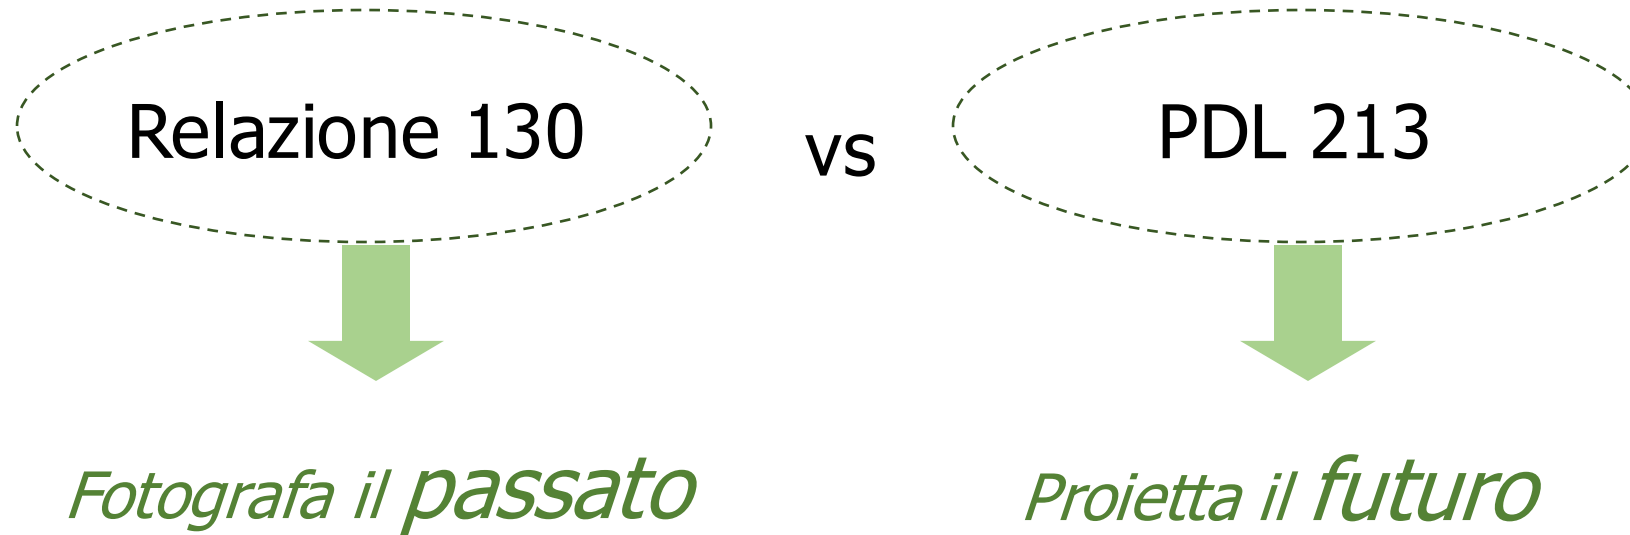 Relazione 130
vs
PDL 213
Fotografa il passato
Proietta il futuro